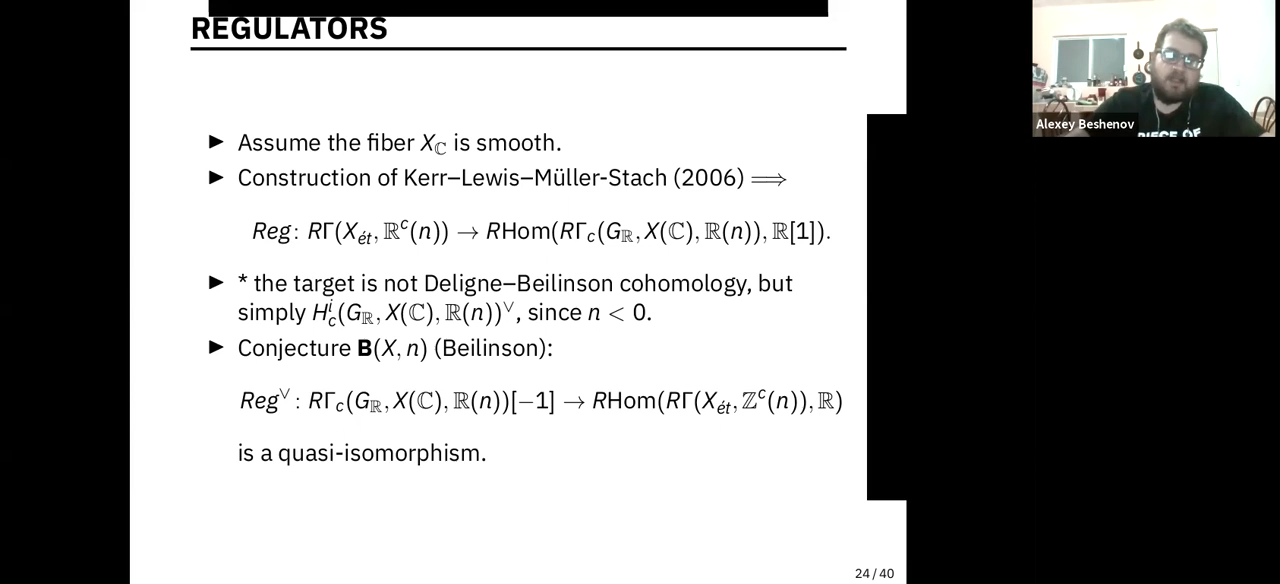 REGULATORS
► Assume the fiber X_ℂ is smooth.
► Construction of Kerr–Lewis–Müller-Stach (2006) ⟹
Reg: RΓ(X_ét, ℝ^c(n)) → RHom(RΓ_c(G_ℝ, X(ℂ), ℝ(n)), ℝ[1]).
► * the target is not Deligne–Beilinson cohomology, but
simply H^i_c(G_ℝ, X(ℂ), ℝ(n))^∨, since n < 0.
► Conjecture B(X, n) (Beilinson):
Reg^∨: RΓ_c(G_ℝ, X(ℂ), ℝ(n))[−1] → RHom(RΓ(X_ét, ℤ^c(n)), ℝ)
is a quasi-isomorphism.
24 / 40
Alexey Beshenov